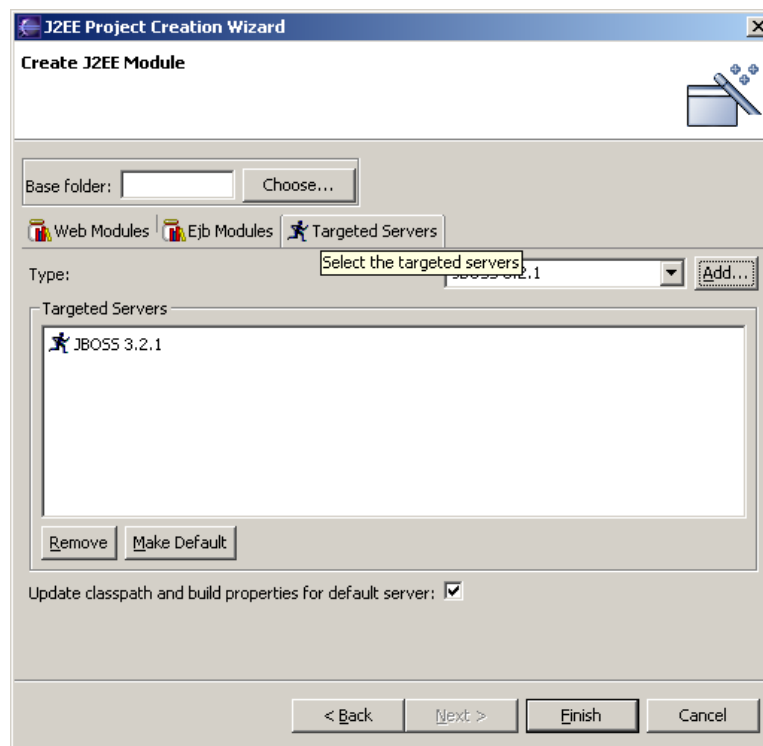 J2EE Project Creation Wizard
Create J2EE Module
Base folder: Choose...
Web Modules Ejb Modules Targeted Servers
Select the targeted servers
Type: Add...
Targeted Servers
JBOSS 3.2.1
Remove Make Default
Update classpath and build properties for default server:
< Back Next > Finish Cancel